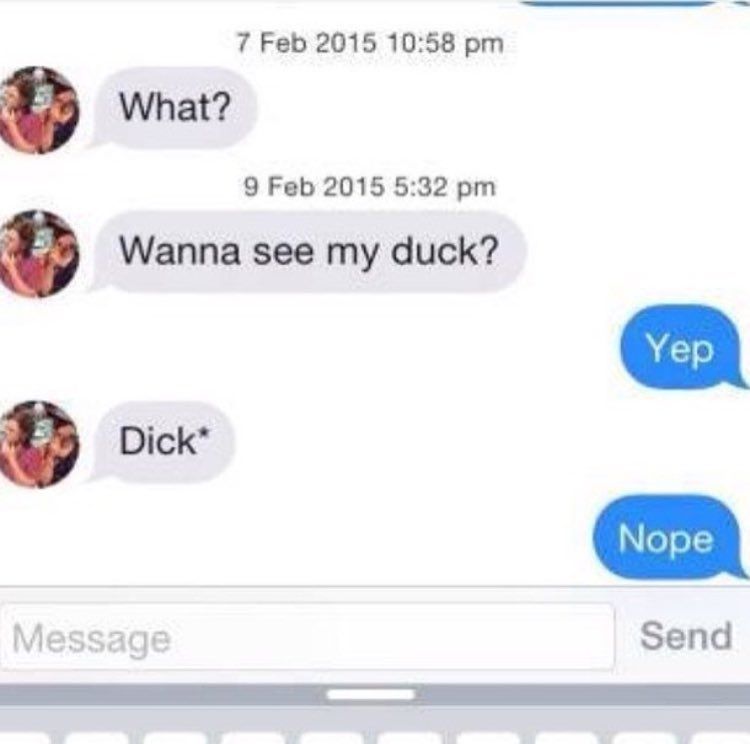 7 Feb 2015 10:58 pm
What?
9 Feb 2015 5:32 pm
Wanna see my duck?
Yep
Dick*
Nope
Message
Send